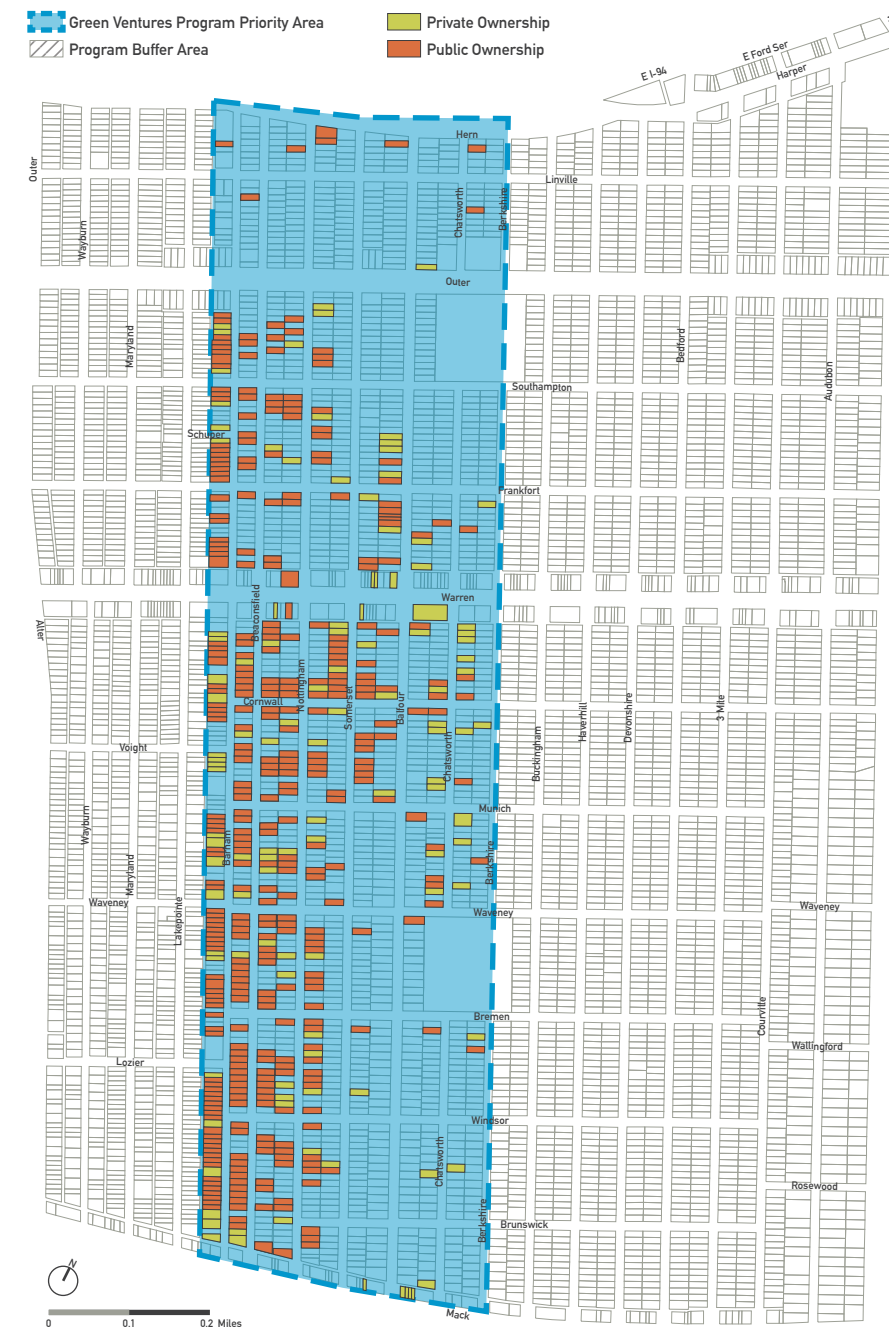 Green Ventures Program Priority Area
Private Ownership
Program Buffer Area
Public Ownership
E I-94
E Ford Ser
Harper
Hern
Outer
Linville
Wayburn
Chatsworth
Berkshire
Outer
Maryland
Bedford
Audubon
Southampton
Schuper
Frankfort
Warren
Beaconsfield
Alter
Cornwall
Nottingham
Somerset
Balfour
Chatsworth
Buckingham
Haverhill
Devonshire
3 Mile
Voight
Munich
Wayburn
Barham
Berkshire
Maryland
Waveney
Lakepointe
Waveney
Waveney
Courville
Bremen
Wallingford
Lozier
Windsor
Chatsworth
Rosewood
Berkshire
Brunswick
N
Mack
0 0.1 0.2 Miles